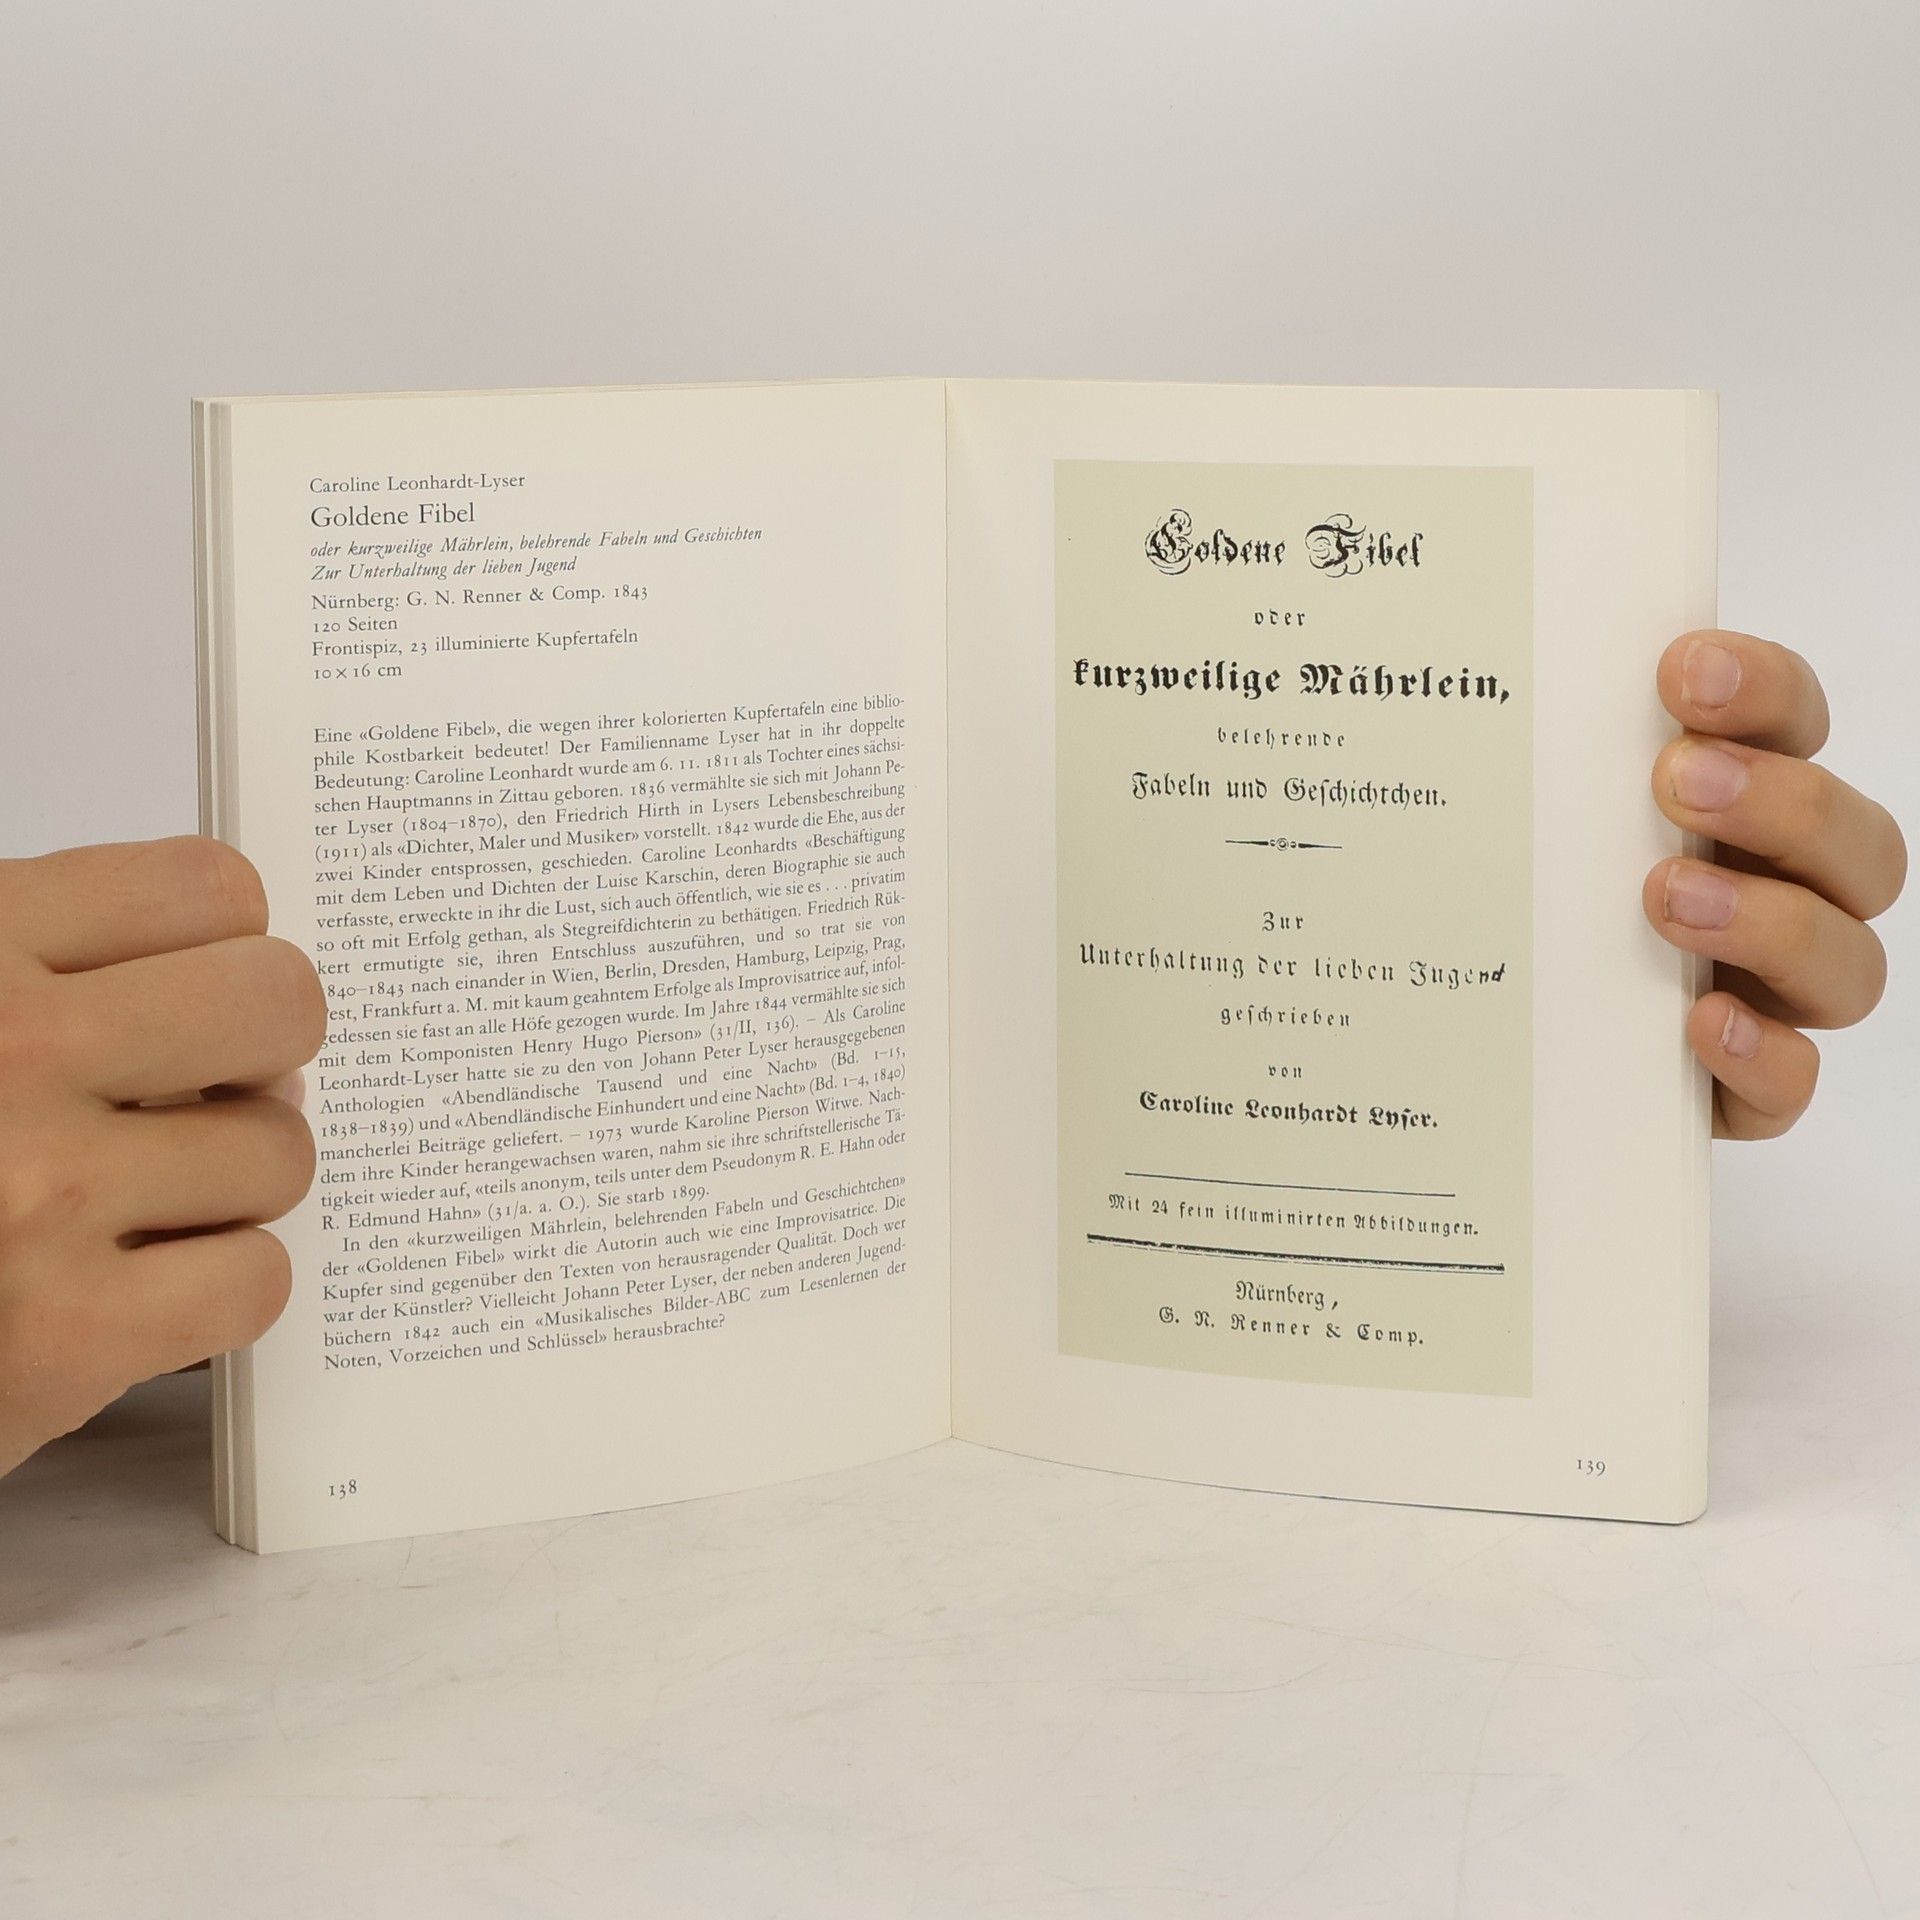 Caroline Leonhardt-Lyser
Goldene Fibel
oder kurzweilige Mährlein, belehrende Fabeln und Geschichten
Zur Unterhaltung der lieben Jugend
Nürnberg: G. N. Renner & Comp. 1843
120 Seiten
Frontispiz, 23 illuminierte Kupfertafeln
10 × 16 cm
Eine «Goldene Fibel», die wegen ihrer kolorierten Kupfertafeln eine biblio-
phile Kostbarkeit bedeutet! Der Familienname Lyser hat in ihr doppelte
Bedeutung: Caroline Leonhardt wurde am 6. 11. 1811 als Tochter eines sächsi-
schen Hauptmanns in Zittau geboren. 1836 vermählte sie sich mit Johann Pe-
ter Lyser (1804–1870), den Friedrich Hirth in Lysers Lebensbeschreibung
(1911) als «Dichter, Maler und Musiker» vorstellt. 1842 wurde die Ehe, aus der
zwei Kinder entsprossen, geschieden. Caroline Leonhardts «Beschäftigung
mit dem Leben und Dichten der Luise Karschin, deren Biographie sie auch
verfasste, erweckte in ihr die Lust, sich auch öffentlich, wie sie es . . . privatim
so oft mit Erfolg gethan, als Stegreifdichterin zu bethätigen. Friedrich Rük-
kert ermutigte sie, ihren Entschluss auszuführen, und so trat sie von
840–1843 nach einander in Wien, Berlin, Dresden, Hamburg, Leipzig, Prag,
est, Frankfurt a. M. mit kaum geahntem Erfolge als Improvisatrice auf, infol-
gedessen sie fast an alle Höfe gezogen wurde. Im Jahre 1844 vermählte sie sich
mit dem Komponisten Henry Hugo Pierson» (31/II, 136). – Als Caroline
Leonhardt-Lyser hatte sie zu den von Johann Peter Lyser herausgegebenen
Anthologien «Abendländische Tausend und eine Nacht» (Bd. 1–15,
1838–1839) und «Abendländische Einhundert und eine Nacht» (Bd. 1–4, 1840)
mancherlei Beiträge geliefert. – 1973 wurde Karoline Pierson Witwe. Nach-
dem ihre Kinder herangewachsen waren, nahm sie ihre schriftstellerische Tä-
tigkeit wieder auf, «teils anonym, teils unter dem Pseudonym R. E. Hahn oder
R. Edmund Hahn» (31/a. a. O.). Sie starb 1899.
In den «kurzweiligen Mährlein, belehrenden Fabeln und Geschichtchen»
der «Goldenen Fibel» wirkt die Autorin auch wie eine Improvisatrice. Die
Kupfer sind gegenüber den Texten von herausragender Qualität. Doch wer
war der Künstler? Vielleicht Johann Peter Lyser, der neben anderen Jugend-
büchern 1842 auch ein «Musikalisches Bilder-ABC zum Lesenlernen der
Noten, Vorzeichen und Schlüssel» herausbrachte?
138
Goldene Fibel
oder
kurzweilige Mährlein,
belehrende
Fabeln und Geschichtchen.
Zur
Unterhaltung der lieben Jugend
geschrieben
von
Caroline Leonhardt Lyser.
Mit 24 fein illuminirten Abbildungen.
Nürnberg,
G. N. Renner & Comp.
139